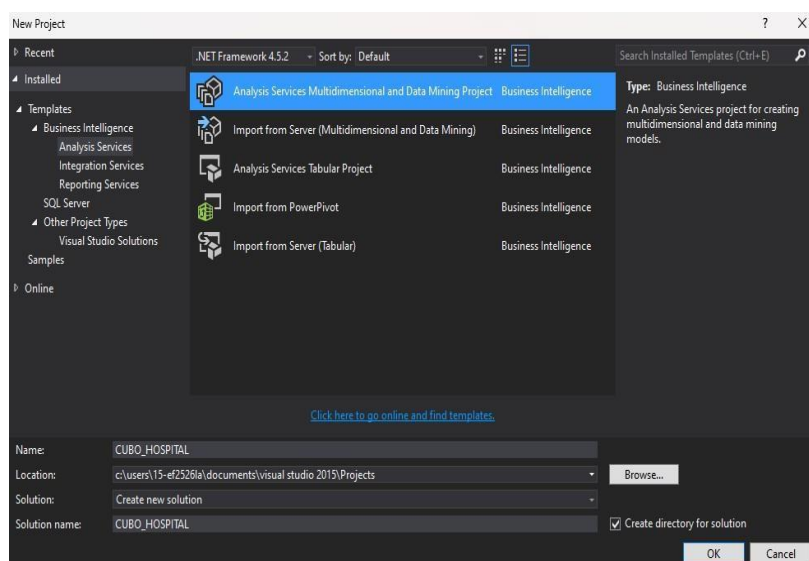 New Project
? X
Recent
.NET Framework 4.5.2 Sort by: Default
Search Installed Templates (Ctrl+E)
Installed
Templates
Business Intelligence
Analysis Services
Integration Services
Reporting Services
SQL Server
Other Project Types
Visual Studio Solutions
Samples
Online
Analysis Services Multidimensional and Data Mining Project Business Intelligence
Import from Server (Multidimensional and Data Mining) Business Intelligence
Analysis Services Tabular Project Business Intelligence
Import from PowerPivot Business Intelligence
Import from Server (Tabular) Business Intelligence
Type: Business Intelligence
An Analysis Services project for creating
multidimensional and data mining
models.
Click here to go online and find templates.
Name: CUBO_HOSPITAL
Location: c:\users\15-ef2526la\documents\visual studio 2015\Projects
Browse...
Solution: Create new solution
Solution name: CUBO_HOSPITAL
Create directory for solution
OK Cancel